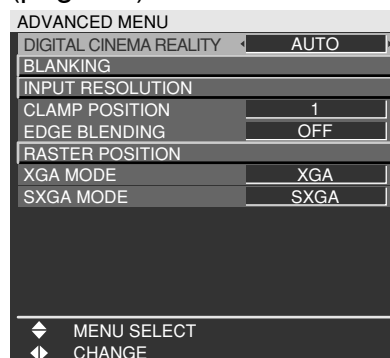 ADVANCED MENU
DIGITAL CINEMA REALITY AUTO
BLANKING
INPUT RESOLUTION
CLAMP POSITION 1
EDGE BLENDING OFF
RASTER POSITION
XGA MODE XGA
SXGA MODE SXGA
MENU SELECT
CHANGE